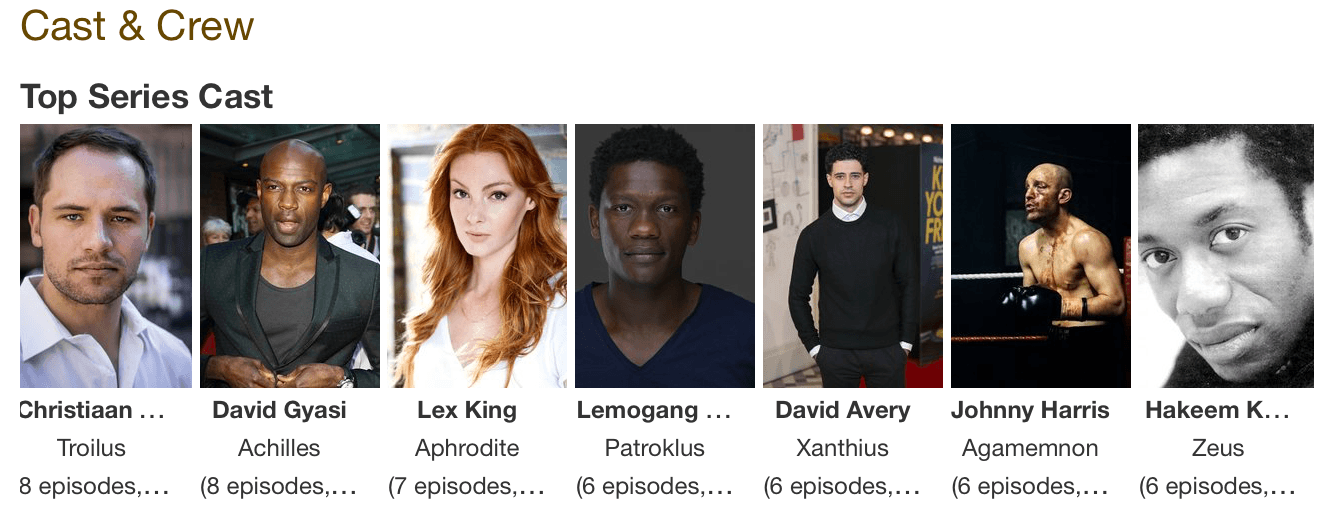 Cast & Crew
Top Series Cast
Christiaan ...
David Gyasi
Lex King
Lemogang ...
David Avery
Johnny Harris
Hakeem K...
Troilus
Achilles
Aphrodite
Patroklus
Xanthius
Agamemnon
Zeus
8 episodes,...
(8 episodes,...
(7 episodes,...
(6 episodes,...
(6 episodes,...
(6 episodes,...
(6 episodes,...